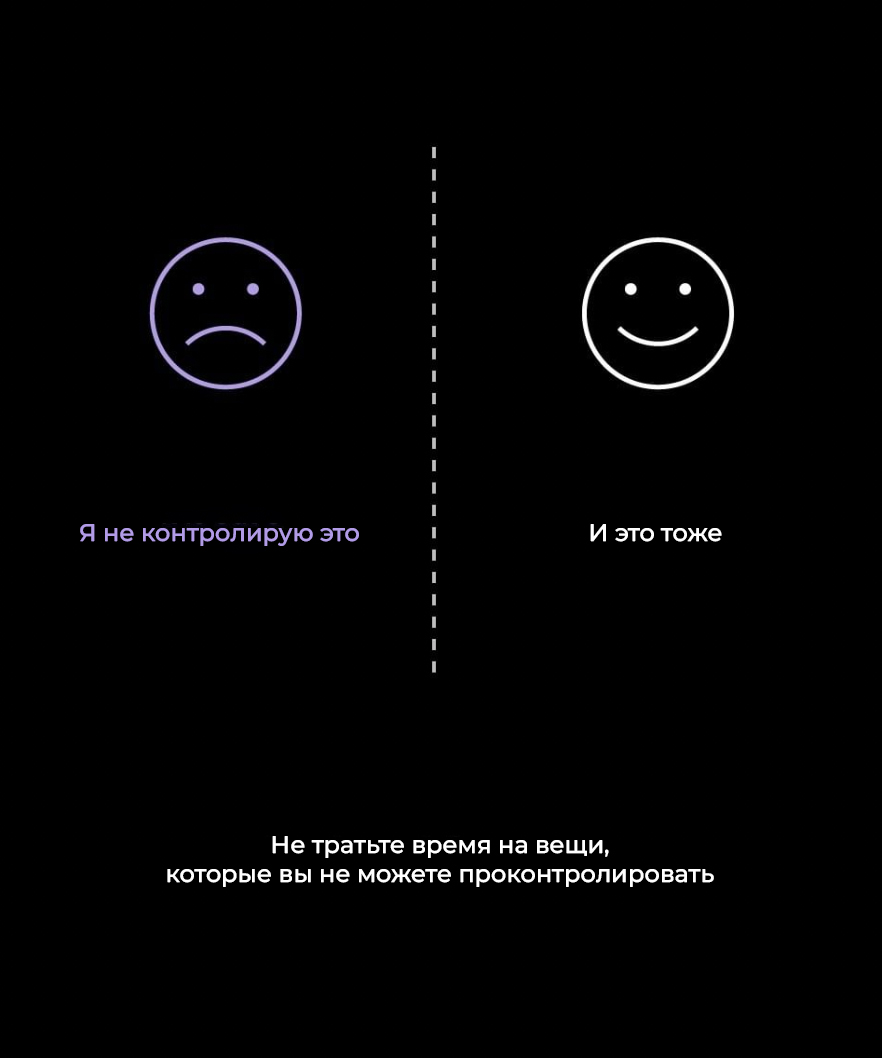 Я не контролирую это
И это тоже
Не тратьте время на вещи,
которые вы не можете проконтролировать